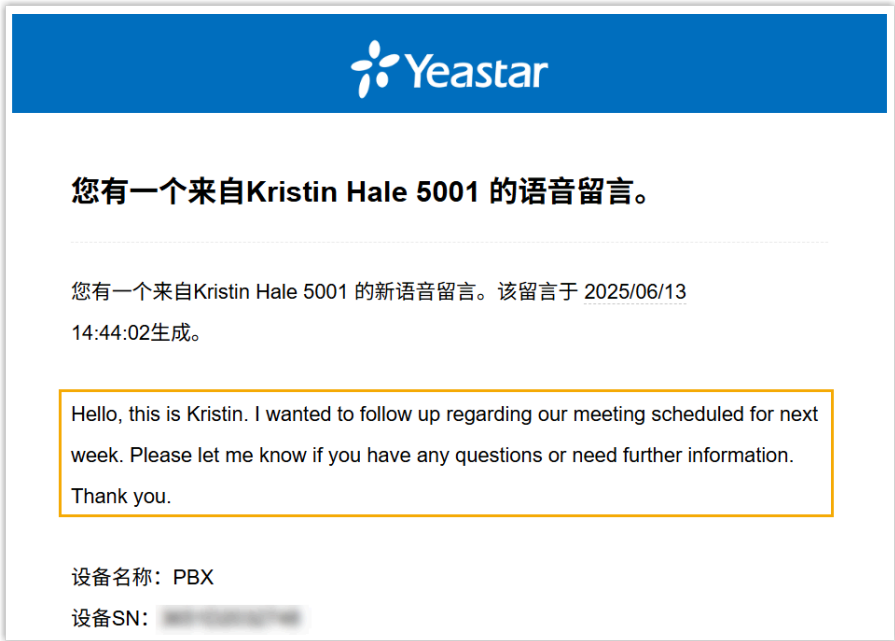 Yeastar
您有一个来自Kristin Hale 5001 的语音留言。
您有一个来自Kristin Hale 5001 的新语音留言。该留言于 2025/06/13
14:44:02生成。
Hello, this is Kristin. I wanted to follow up regarding our meeting scheduled for next
week. Please let me know if you have any questions or need further information.
Thank you.
设备名称：PBX
设备SN：